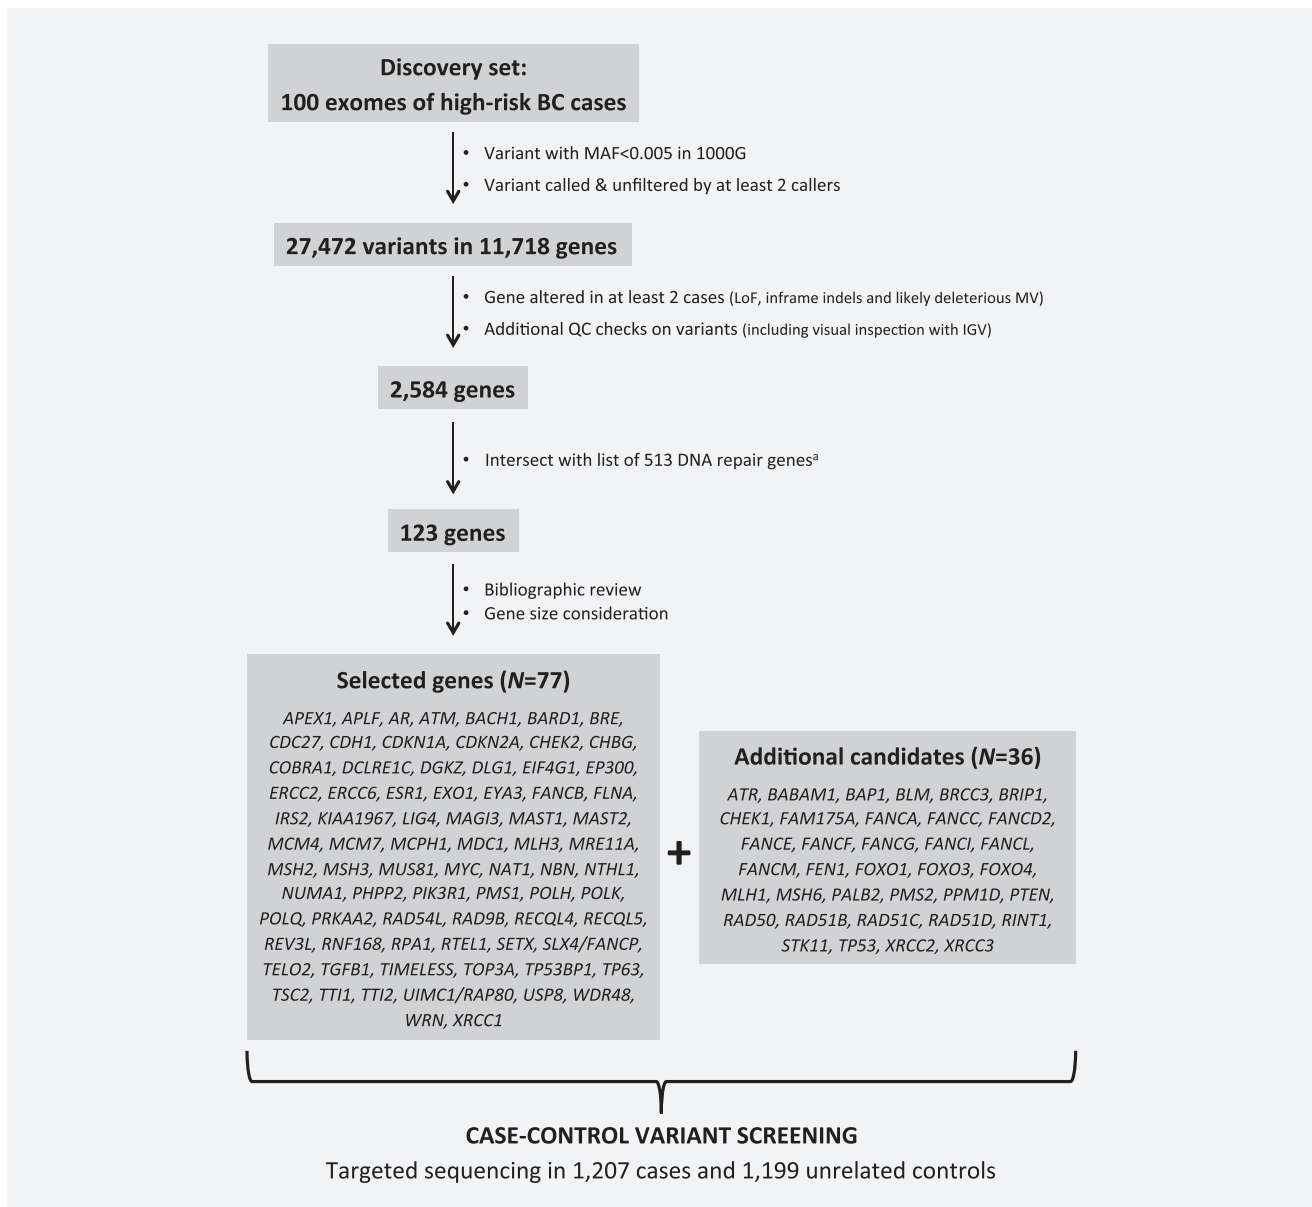 Discovery set:
100 exomes of high-risk BC cases
• Variant with MAF<0.005 in 1000G
• Variant called & unfiltered by at least 2 callers
27,472 variants in 11,718 genes
• Gene altered in at least 2 cases (LoF, inframe indels and likely deleterious MV)
• Additional QC checks on variants (including visual inspection with IGV)
2,584 genes
• Intersect with list of 513 DNA repair genesᵃ
123 genes
• Bibliographic review
• Gene size consideration
Selected genes (N=77)
APEX1, APLF, AR, ATM, BACH1, BARD1, BRE,
CDC27, CDH1, CDKN1A, CDKN2A, CHEK2, CHBG,
COBRA1, DCLRE1C, DGKZ, DLG1, EIF4G1, EP300,
ERCC2, ERCC6, ESR1, EXO1, EYA3, FANCB, FLNA,
IRS2, KIAA1967, LIG4, MAGI3, MAST1, MAST2,
MCM4, MCM7, MCPH1, MDC1, MLH3, MRE11A,
MSH2, MSH3, MUS81, MYC, NAT1, NBN, NTHL1,
NUMA1, PHPP2, PIK3R1, PMS1, POLH, POLK,
POLQ, PRKAA2, RAD54L, RAD9B, RECQL4, RECQL5,
REV3L, RNF168, RPA1, RTEL1, SETX, SLX4/FANCP,
TELO2, TGFB1, TIMELESS, TOP3A, TP53BP1, TP63,
TSC2, TTI1, TTI2, UIMC1/RAP80, USP8, WDR48,
WRN, XRCC1
+
Additional candidates (N=36)
ATR, BABAM1, BAP1, BLM, BRCC3, BRIP1,
CHEK1, FAM175A, FANCA, FANCC, FANCD2,
FANCE, FANCF, FANCG, FANCI, FANCL,
FANCM, FEN1, FOXO1, FOXO3, FOXO4,
MLH1, MSH6, PALB2, PMS2, PPM1D, PTEN,
RAD50, RAD51B, RAD51C, RAD51D, RINT1,
STK11, TP53, XRCC2, XRCC3
CASE-CONTROL VARIANT SCREENING
Targeted sequencing in 1,207 cases and 1,199 unrelated controls